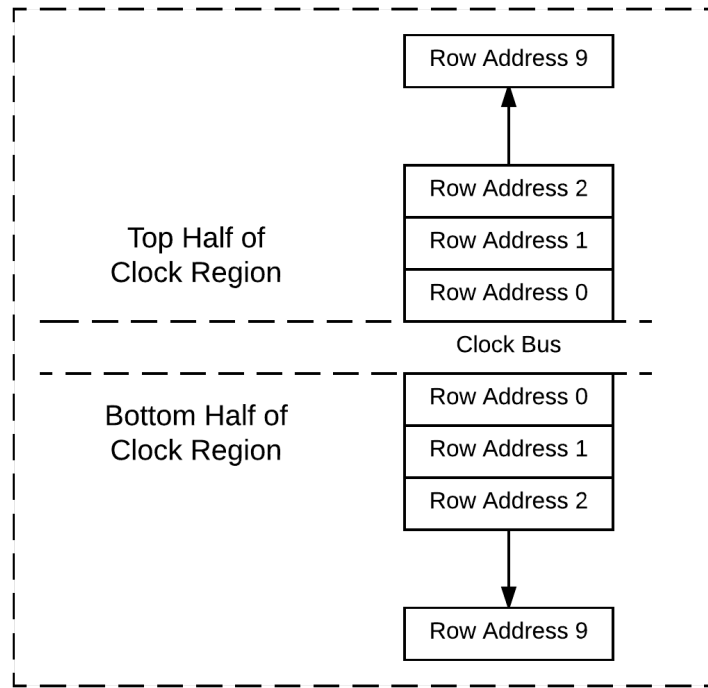 Row Address 9
Row Address 2
Top Half of
Clock Region
Row Address 1
Row Address 0
Clock Bus
Row Address 0
Bottom Half of
Clock Region
Row Address 1
Row Address 2
Row Address 9